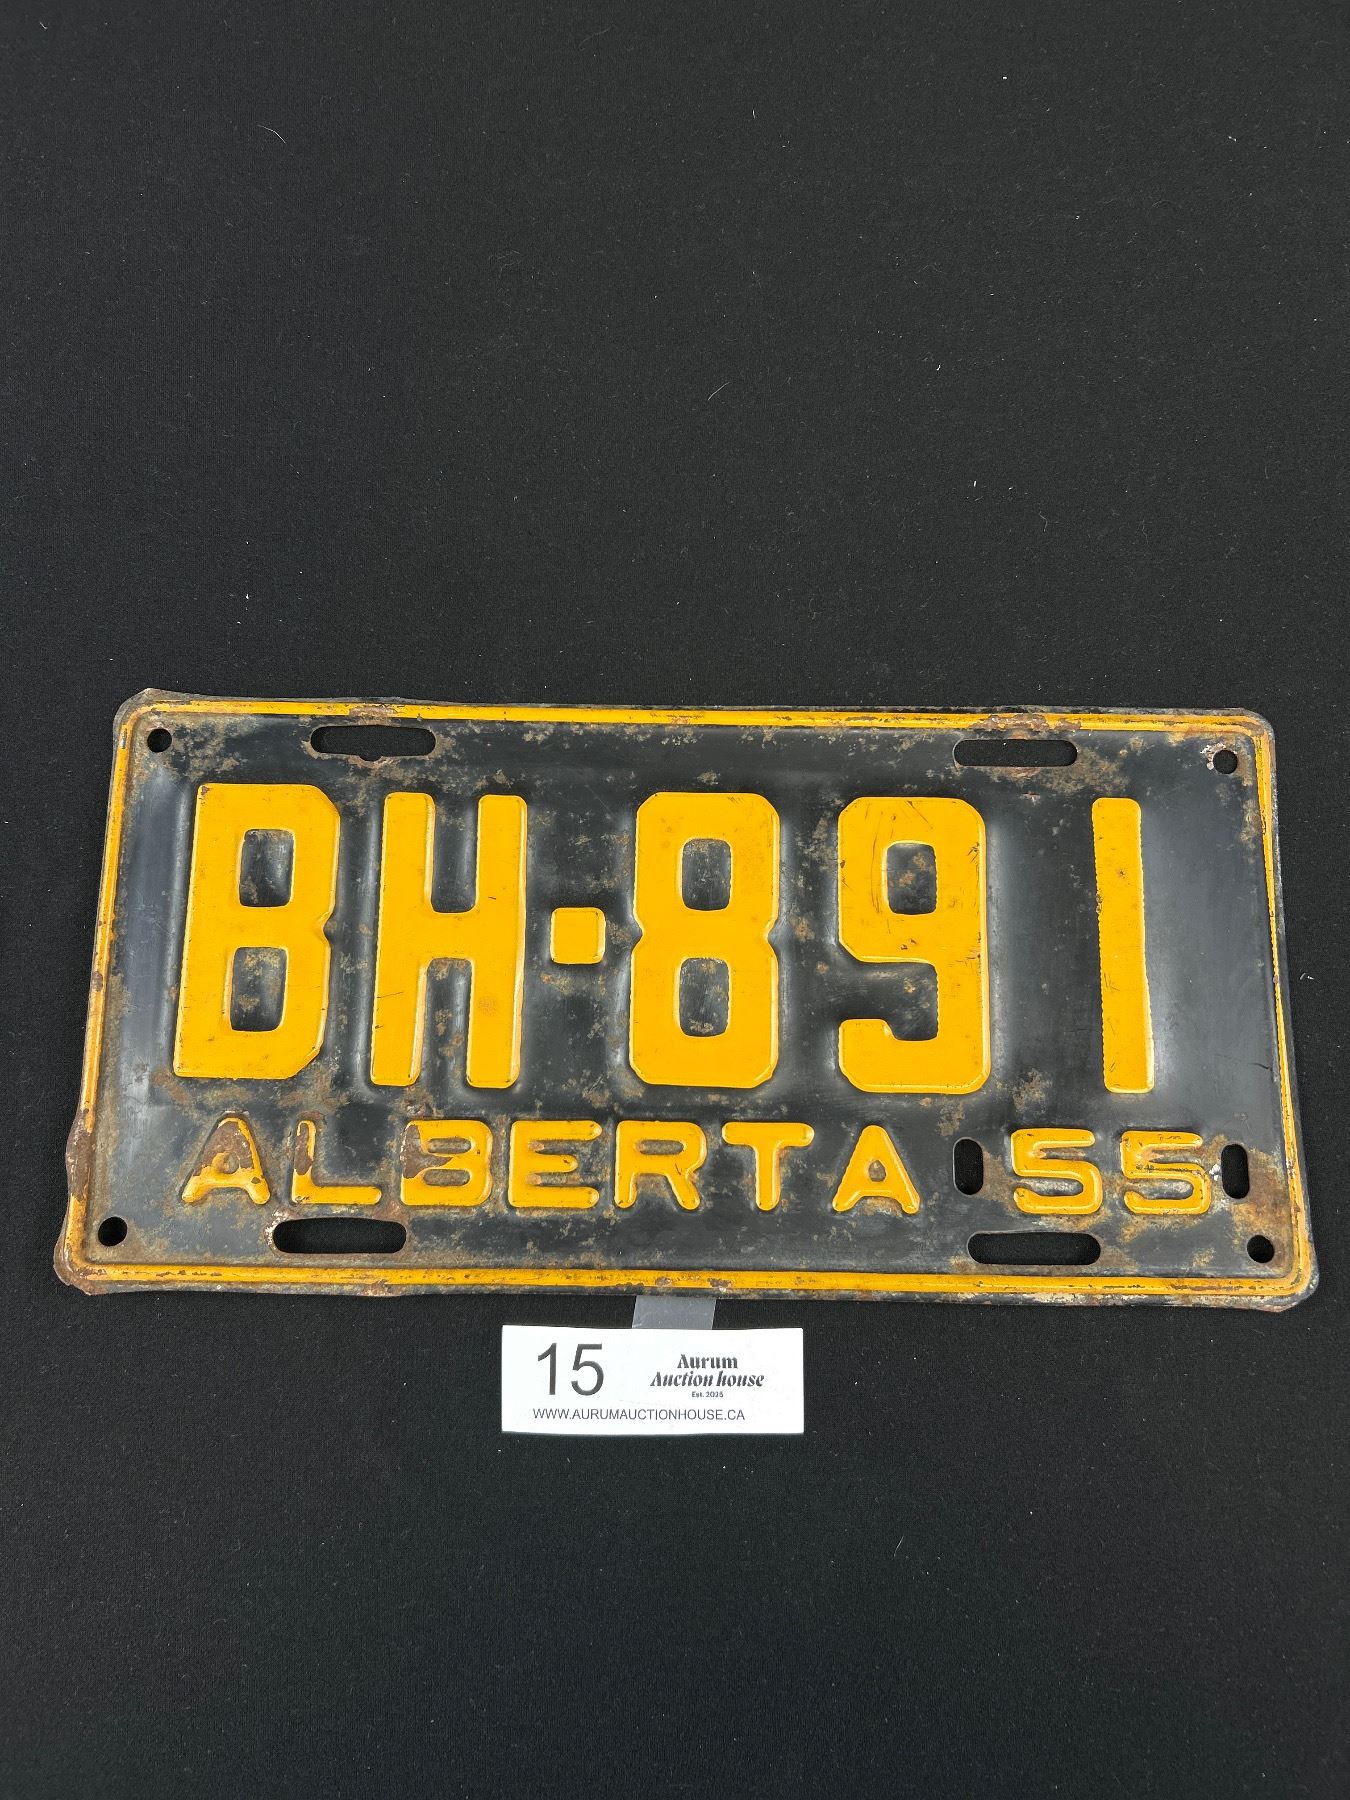 BH-891
ALBERTA 55
15
Aurum
Auction house
Est. 2025
WWW.AURUMAUCTIONHOUSE.CA